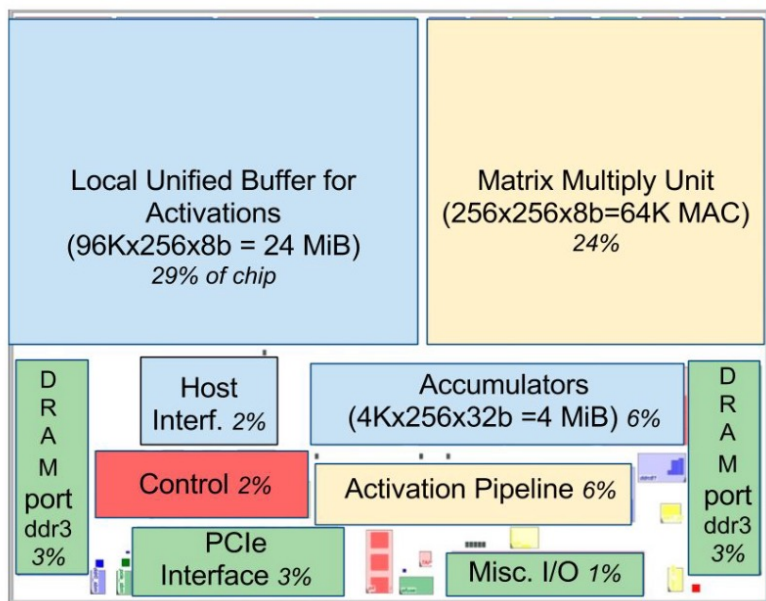 Local Unified Buffer for
Activations
(96Kx256x8b = 24 MiB)
29% of chip
Matrix Multiply Unit
(256x256x8b=64K MAC)
24%
D
R
A
M
port
ddr3
3%
Host
Interf. 2%
Accumulators
(4Kx256x32b =4 MiB) 6%
D
R
A
M
port
ddr3
3%
Control 2%
Activation Pipeline 6%
PCIe
Interface 3%
Misc. I/O 1%